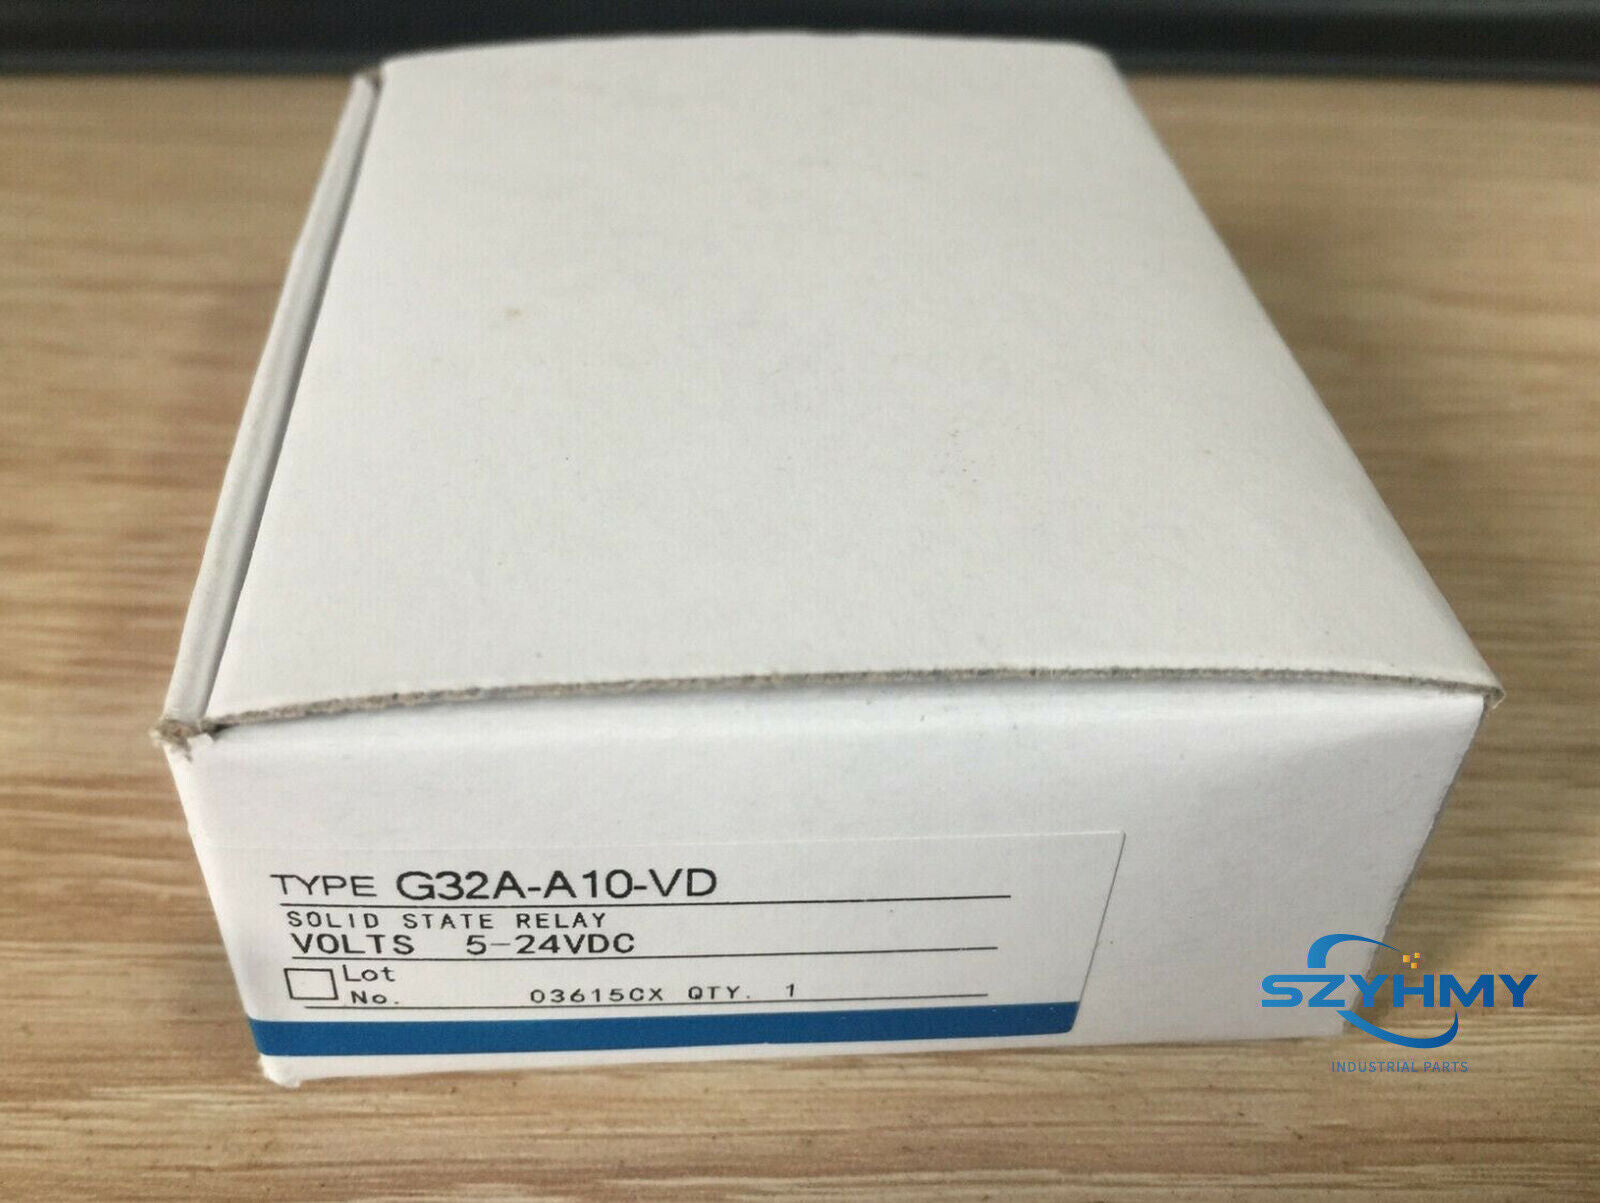 TYPE G32A-A10-VD
SOLID STATE RELAY
VOLTS 5-24VDC
Lot
No. 03615CX QTY. 1
SZYHMY
INDUSTRIAL PARTS